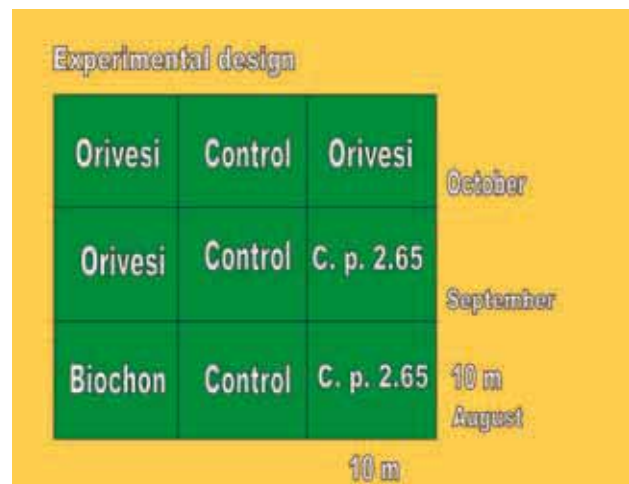 Experimental design
Orivesi Control Orivesi
October
Orivesi Control C. p. 2.65
September
Biochon Control C. p. 2.65 10 m
August
10 m